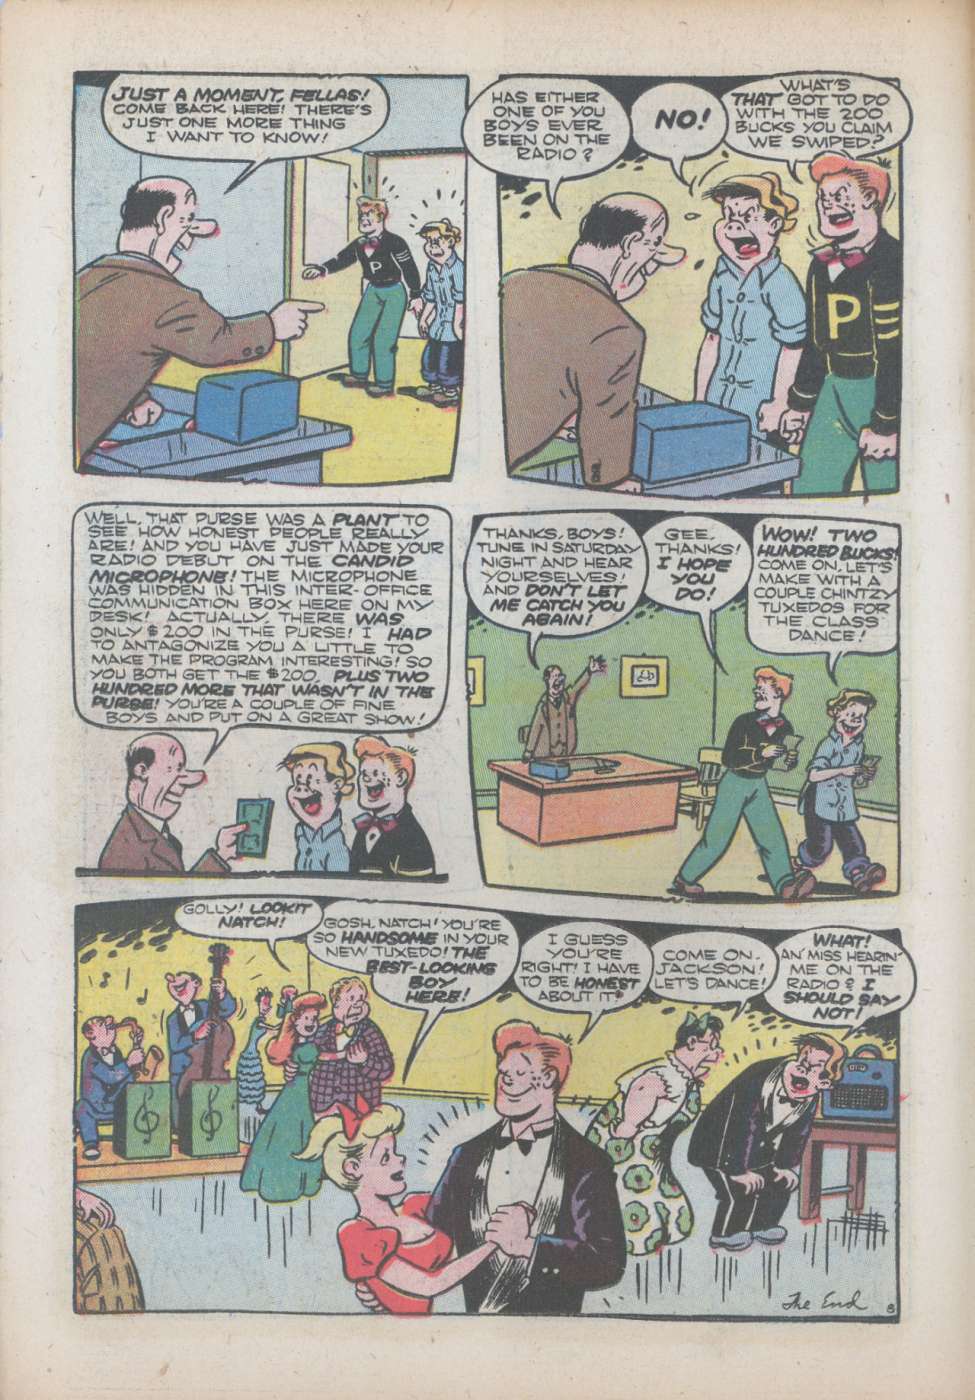 JUST A MOMENT, FELLAS!
COME BACK HERE! THERE'S
JUST ONE MORE THING
I WANT TO KNOW!
P
HAS EITHER
ONE OF YOU
BOYS EVER
BEEN ON THE
RADIO?
NO!
WHAT'S
THAT GOT TO DO
WITH THE 200
BUCKS YOU CLAIM
WE SWIPED?
P
WELL, THAT PURSE WAS A PLANT TO
SEE HOW HONEST PEOPLE REALLY
ARE! AND YOU HAVE JUST MADE YOUR
RADIO DEBUT ON THE CANDID
MICROPHONE! THE MICROPHONE
WAS HIDDEN IN THIS INTER-OFFICE
COMMUNICATION BOX HERE ON MY
DESK! ACTUALLY, THERE WAS
ONLY $200 IN THE PURSE! I HAD
TO ANTAGONIZE YOU A LITTLE TO
MAKE THE PROGRAM INTERESTING! SO
YOU BOTH GET THE $200, PLUS TWO
HUNDRED MORE THAT WASN'T IN THE
PURSE! YOU'RE A COUPLE OF FINE
BOYS AND PUT ON A GREAT SHOW!
THANKS, BOYS!
TUNE IN SATURDAY
NIGHT AND HEAR
YOURSELVES!
AND DON'T LET
ME CATCH YOU
AGAIN!
GEE,
THANKS!
I HOPE
YOU
DO!
WOW! TWO
HUNDRED BUCKS!
COME ON, LET'S
MAKE WITH A
COUPLE CHINTZY
TUXEDOS FOR
THE CLASS
DANCE!
GOLLY! LOOKIT
NATCH!
GOSH, NATCH! YOU'RE
SO HANDSOME IN YOUR
NEW TUXEDO! THE
BEST-LOOKING
BOY
HERE!
I GUESS
YOU'RE
RIGHT! I HAVE
TO BE HONEST
ABOUT IT!
COME ON,
JACKSON!
LET'S DANCE!
WHAT!
AN' MISS HEARIN'
ME ON THE
RADIO? I
SHOULD SAY
NOT!
The End
8